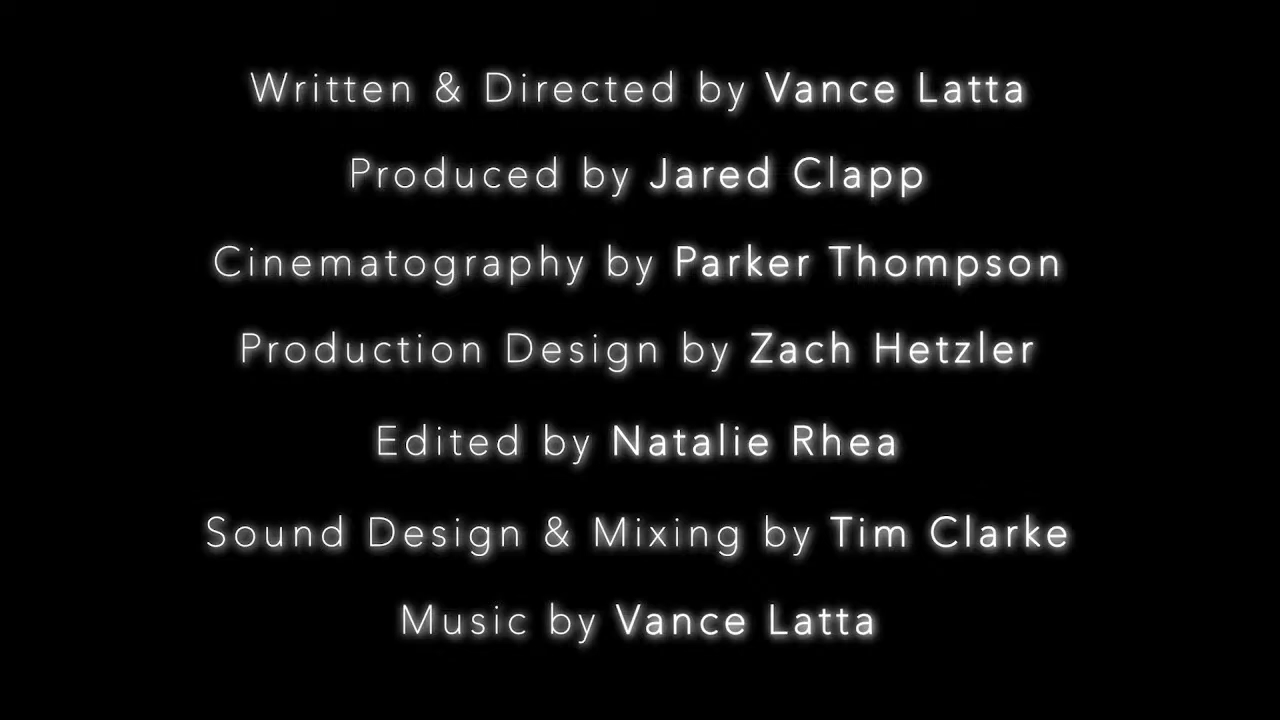 Written & Directed by Vance Latta
Produced by Jared Clapp
Cinematography by Parker Thompson
Production Design by Zach Hetzler
Edited by Natalie Rhea
Sound Design & Mixing by Tim Clarke
Music by Vance Latta